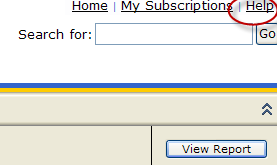 Home | My Subscriptions | Help
Search for: Go
View Report